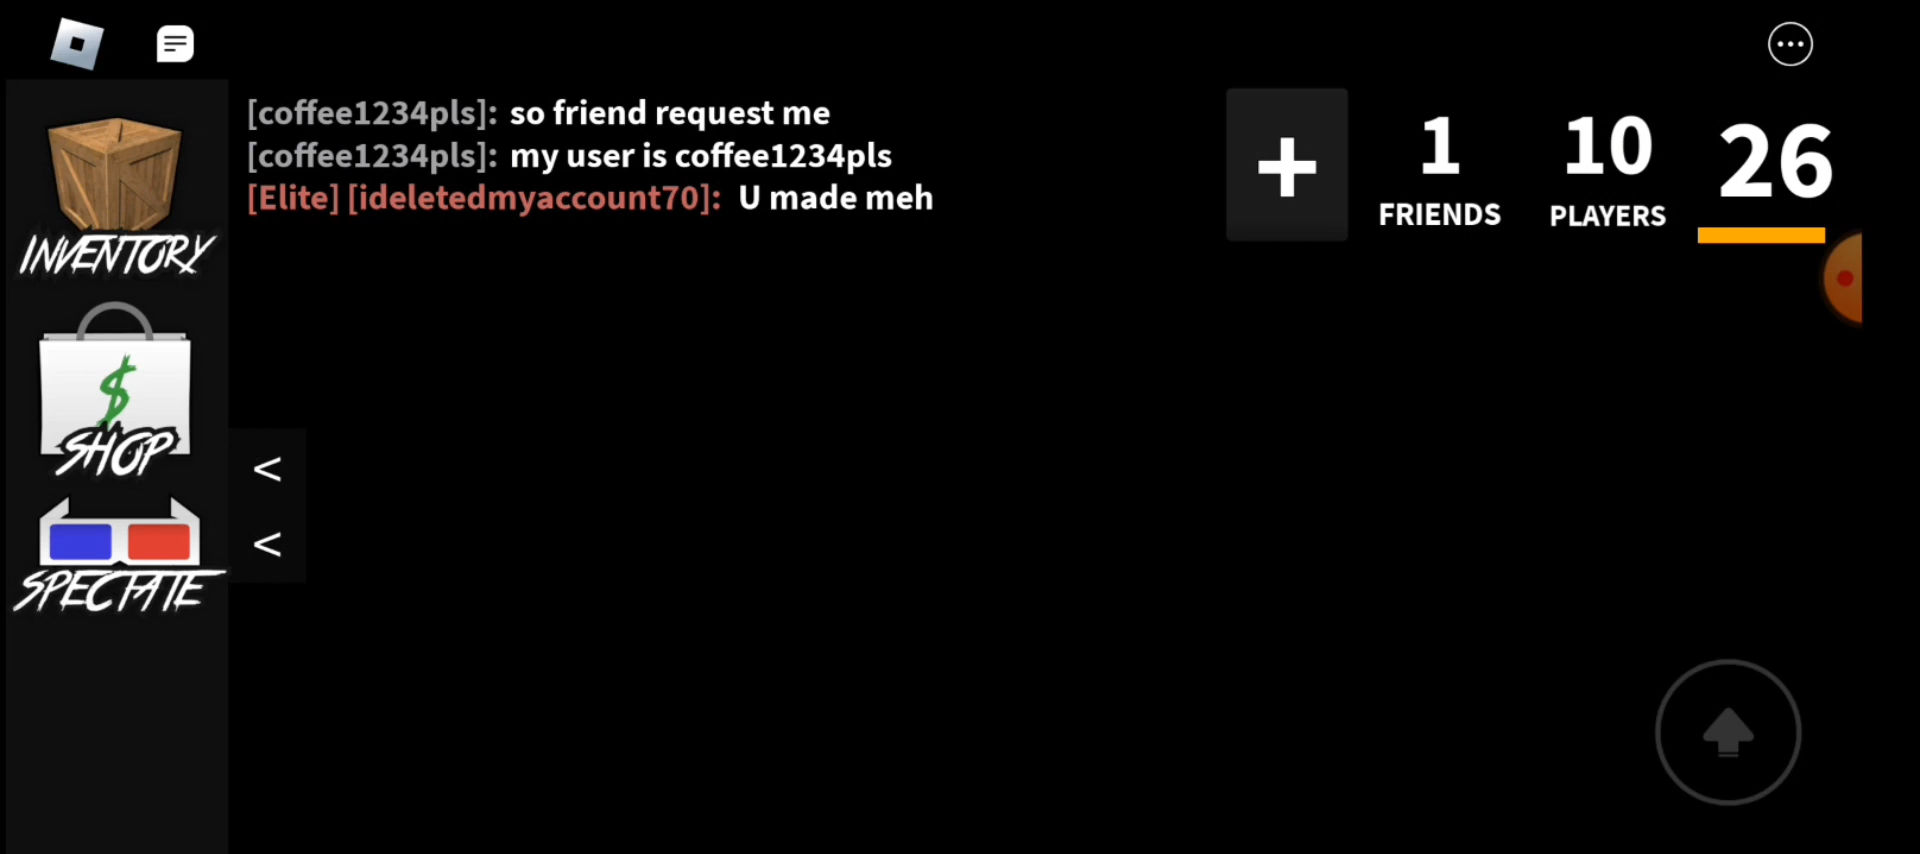 [coffee1234pls]: so friend request me
[coffee1234pls]: my user is coffee1234pls
[Elite] [ideletedmyaccount70]: U made meh
+
1
FRIENDS
10
PLAYERS
26
INVENTORY
$
SHOP
<
<
SPECTATE